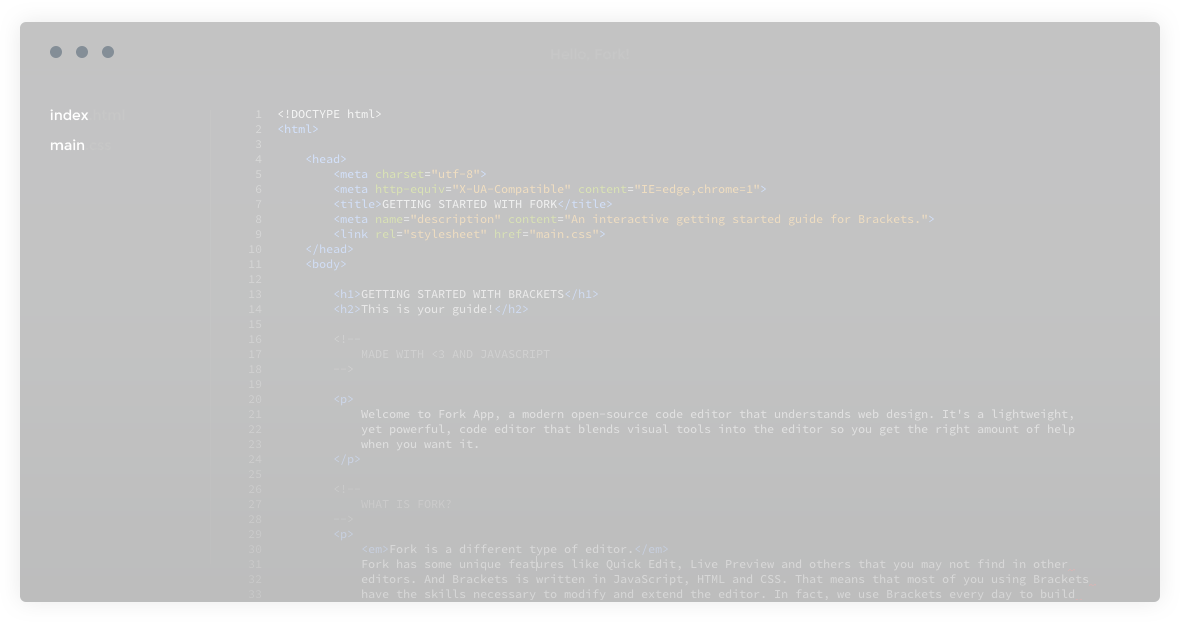 Hello, Fork!
index .html
main .css
1 <!DOCTYPE html>
2 <html>
3
4 <head>
5 <meta charset="utf-8">
6 <meta http-equiv="X-UA-Compatible" content="IE=edge,chrome=1">
7 <title>GETTING STARTED WITH FORK</title>
8 <meta name="description" content="An interactive getting started guide for Brackets.">
9 <link rel="stylesheet" href="main.css">
10 </head>
11 <body>
12
13 <h1>GETTING STARTED WITH BRACKETS</h1>
14 <h2>This is your guide!</h2>
15
16 <!--
17 MADE WITH <3 AND JAVASCRIPT
18 -->
19
20 <p>
21 Welcome to Fork App, a modern open-source code editor that understands web design. It's a lightweight,
22 yet powerful, code editor that blends visual tools into the editor so you get the right amount of help
23 when you want it.
24 </p>
25
26 <!--
27 WHAT IS FORK?
28 -->
29 <p>
30 <em>Fork is a different type of editor.</em>
31 Fork has some unique features like Quick Edit, Live Preview and others that you may not find in other
32 editors. And Brackets is written in JavaScript, HTML and CSS. That means that most of you using Brackets
33 have the skills necessary to modify and extend the editor. In fact, we use Brackets every day to build